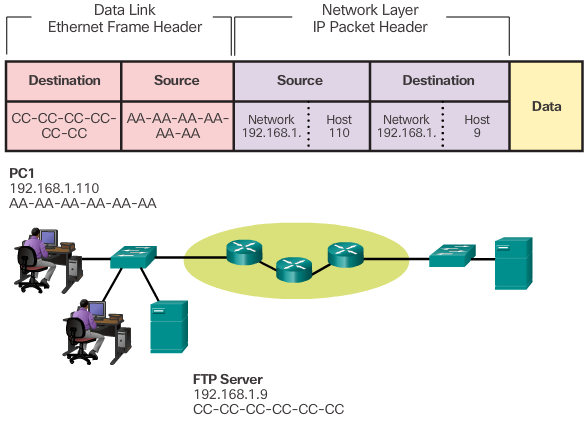 Data Link
Ethernet Frame Header
Network Layer
IP Packet Header
Destination
Source
Source
Destination
Data
CC-CC-CC-CC-
CC-CC
AA-AA-AA-AA-
AA-AA
Network
192.168.1.
Host
110
Network
192.168.1.
Host
9
PC1
192.168.1.110
AA-AA-AA-AA-AA-AA
FTP Server
192.168.1.9
CC-CC-CC-CC-CC-CC